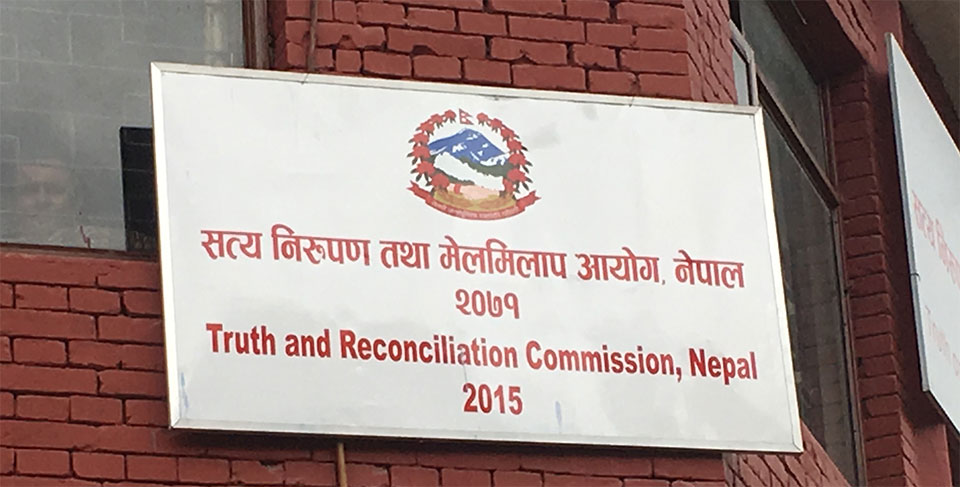 सत्य निरूपण तथा मेलमिलाप आयोग, नेपाल
२०७१
Truth and Reconciliation Commission, Nepal
2015